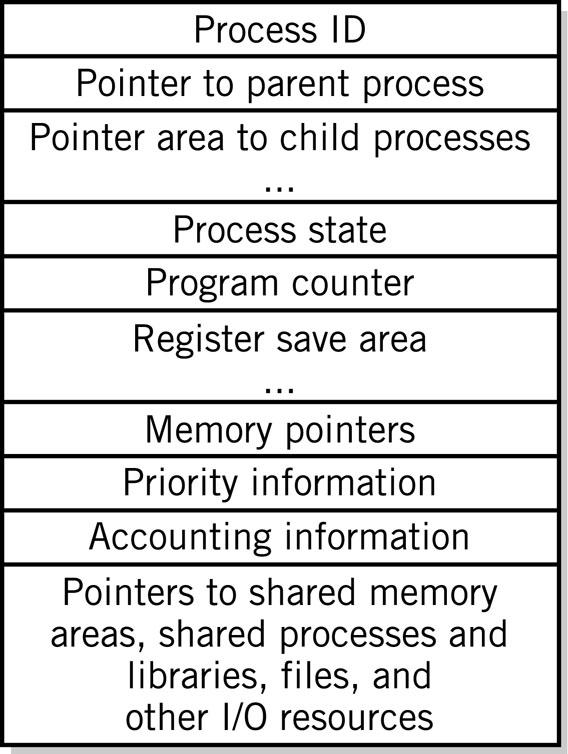 Process ID
Pointer to parent process
Pointer area to child processes
...
Process state
Program counter
Register save area
...
Memory pointers
Priority information
Accounting information
Pointers to shared memory
areas, shared processes and
libraries, files, and
other I/O resources